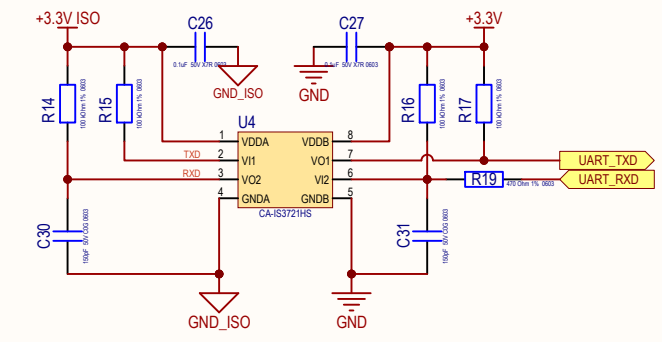 +3.3V ISO
C26
0.1uF 50V X7R 0603
GND_ISO
C27
0.1uF 50V X7R 0603
GND
+3.3V
R14
100 kOhm 1% 0603
R15
100 kOhm 1% 0603
R16
100 kOhm 1% 0603
R17
100 kOhm 1% 0603
U4
1
VDDA
VDDB
8
TXD
2
VI1
VO1
7
RXD
3
VO2
VI2
6
4
GNDA
GNDB
5
CA-IS3721HS
UART_TXD
R19
470 Ohm 1% 0603
UART_RXD
C30
150pF 50V C0G 0603
C31
150pF 50V C0G 0603
GND_ISO
GND